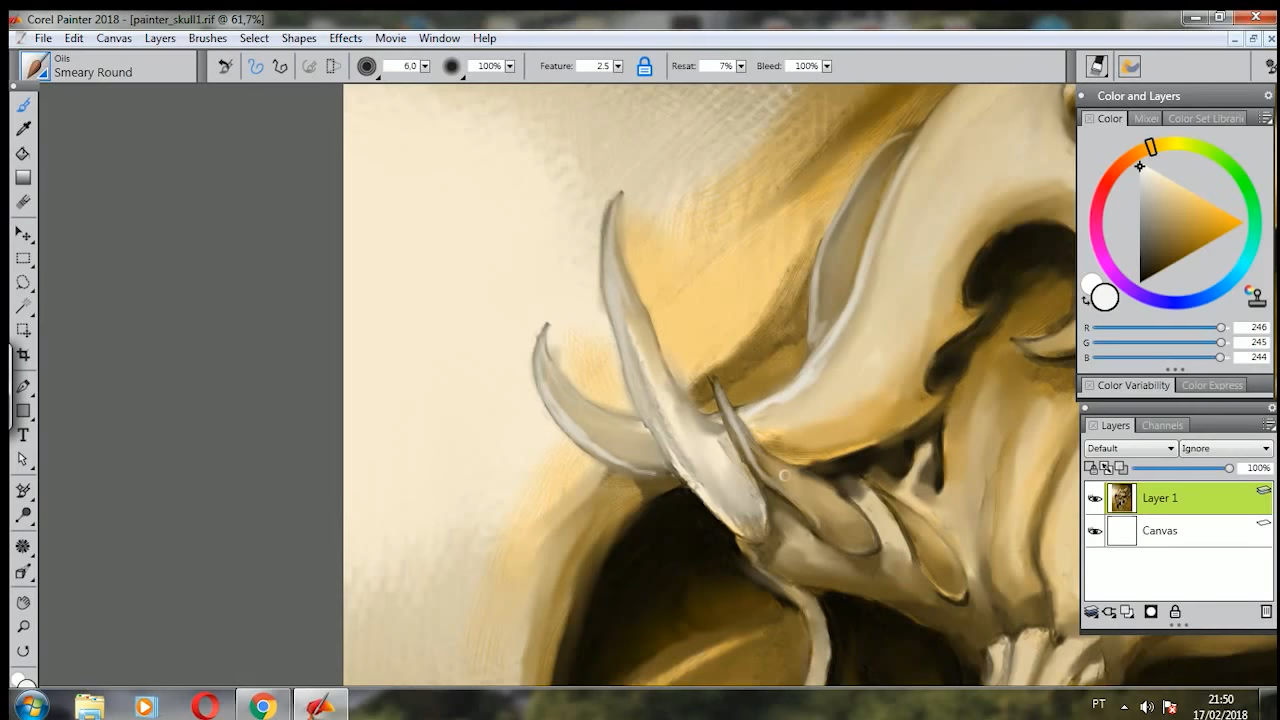 Corel Painter 2018 - [painter_skull1.rif @ 61,7%]
File Edit Canvas Layers Brushes Select Shapes Effects Movie Window Help
Oils
Smeary Round
6,0 100% Feature: 2.5 Resat: 7% Bleed: 100%
Color and Layers
Color Mixer Color Set Librari
R 246
G 245
B 244
Color Variability Color Express
Layers Channels
Default Ignore
100%
Layer 1
Canvas
T
PT 21:50
17/02/2018